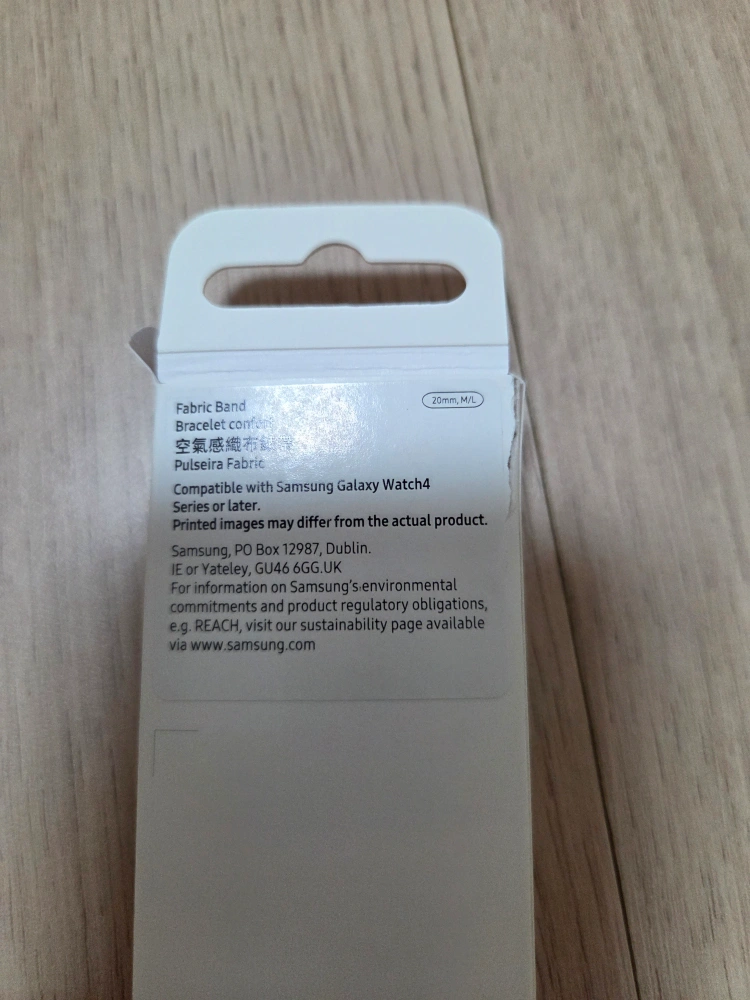 Fabric Band
20mm, M/L
Bracelet
空氣感織布
Pulseira Fabric
Compatible with Samsung Galaxy Watch4
Series or later.
Printed images may differ from the actual product.
Samsung, PO Box 12987, Dublin.
IE or Yateley, GU46 6GG.UK
For information on Samsung's environmental
commitments and product regulatory obligations,
e.g. REACH, visit our sustainability page available
via www.samsung.com